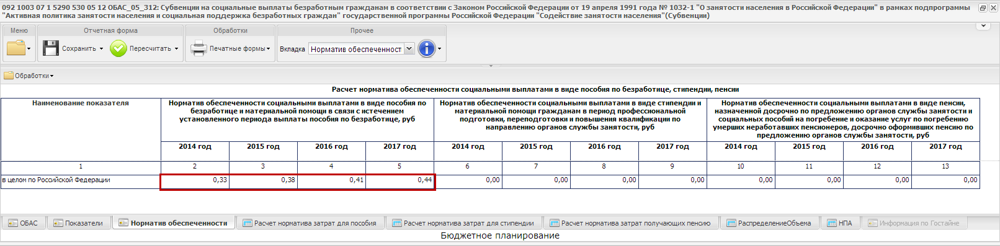 092 1003 07 1 5290 530 05 12 ОБАС_05_312: Субвенции на социальные выплаты безработным гражданам в соответствии с Законом Российской Федерации от 19 апреля 1991 года № 1032-1 "О занятости населения в Российской Федерации" в рамках подпрограммы
"Активная политика занятости населения и социальная поддержка безработных граждан" государственной программы Российской Федерации "Содействие занятости населения"(Субвенции)
Меню Отчетная форма Обработки Прочее
Сохранить Пересчитать Печатные формы Вкладка Норматив обеспеченност
Обработки
Расчет норматива обеспеченности социальными выплатами в виде пособия по безработице, стипендии, пенсии
Наименование показателя
Норматив обеспеченности социальными выплатами в виде пособия по
безработице и материальной помощи в связи с истечением
установленного периода выплаты пособия по безработице, руб
Норматив обеспеченности социальными выплатами в виде стипендии и
материальной помощи гражданам в период профессиональной
подготовки, переподготовки и повышения квалификации по
направлению органов службы занятости, руб
Норматив обеспеченности социальными выплатами в виде пенсии,
назначенной досрочно по предложению органов службы занятости и
социальных пособий на погребение и оказание услуг по погребению
умерших неработавших пенсионеров, досрочно оформивших пенсию по
предложению органов службы занятости, руб
2014 год 2015 год 2016 год 2017 год 2014 год 2015 год 2016 год 2017 год 2014 год 2015 год 2016 год 2017 год
1 2 3 4 5 6 7 8 9 10 11 12 13
в целом по Российской Федерации 0,33 0,38 0,41 0,44 0,00 0,00 0,00 0,00 0,00 0,00 0,00 0,00
ОБАС Показатели Норматив обеспеченности Расчет норматива затрат для пособия Расчет норматива затрат для стипендии Расчет норматива затрат получающих пенсию РаспределениеОбъема НПА Информация по Госзтайне
Бюджетное планирование